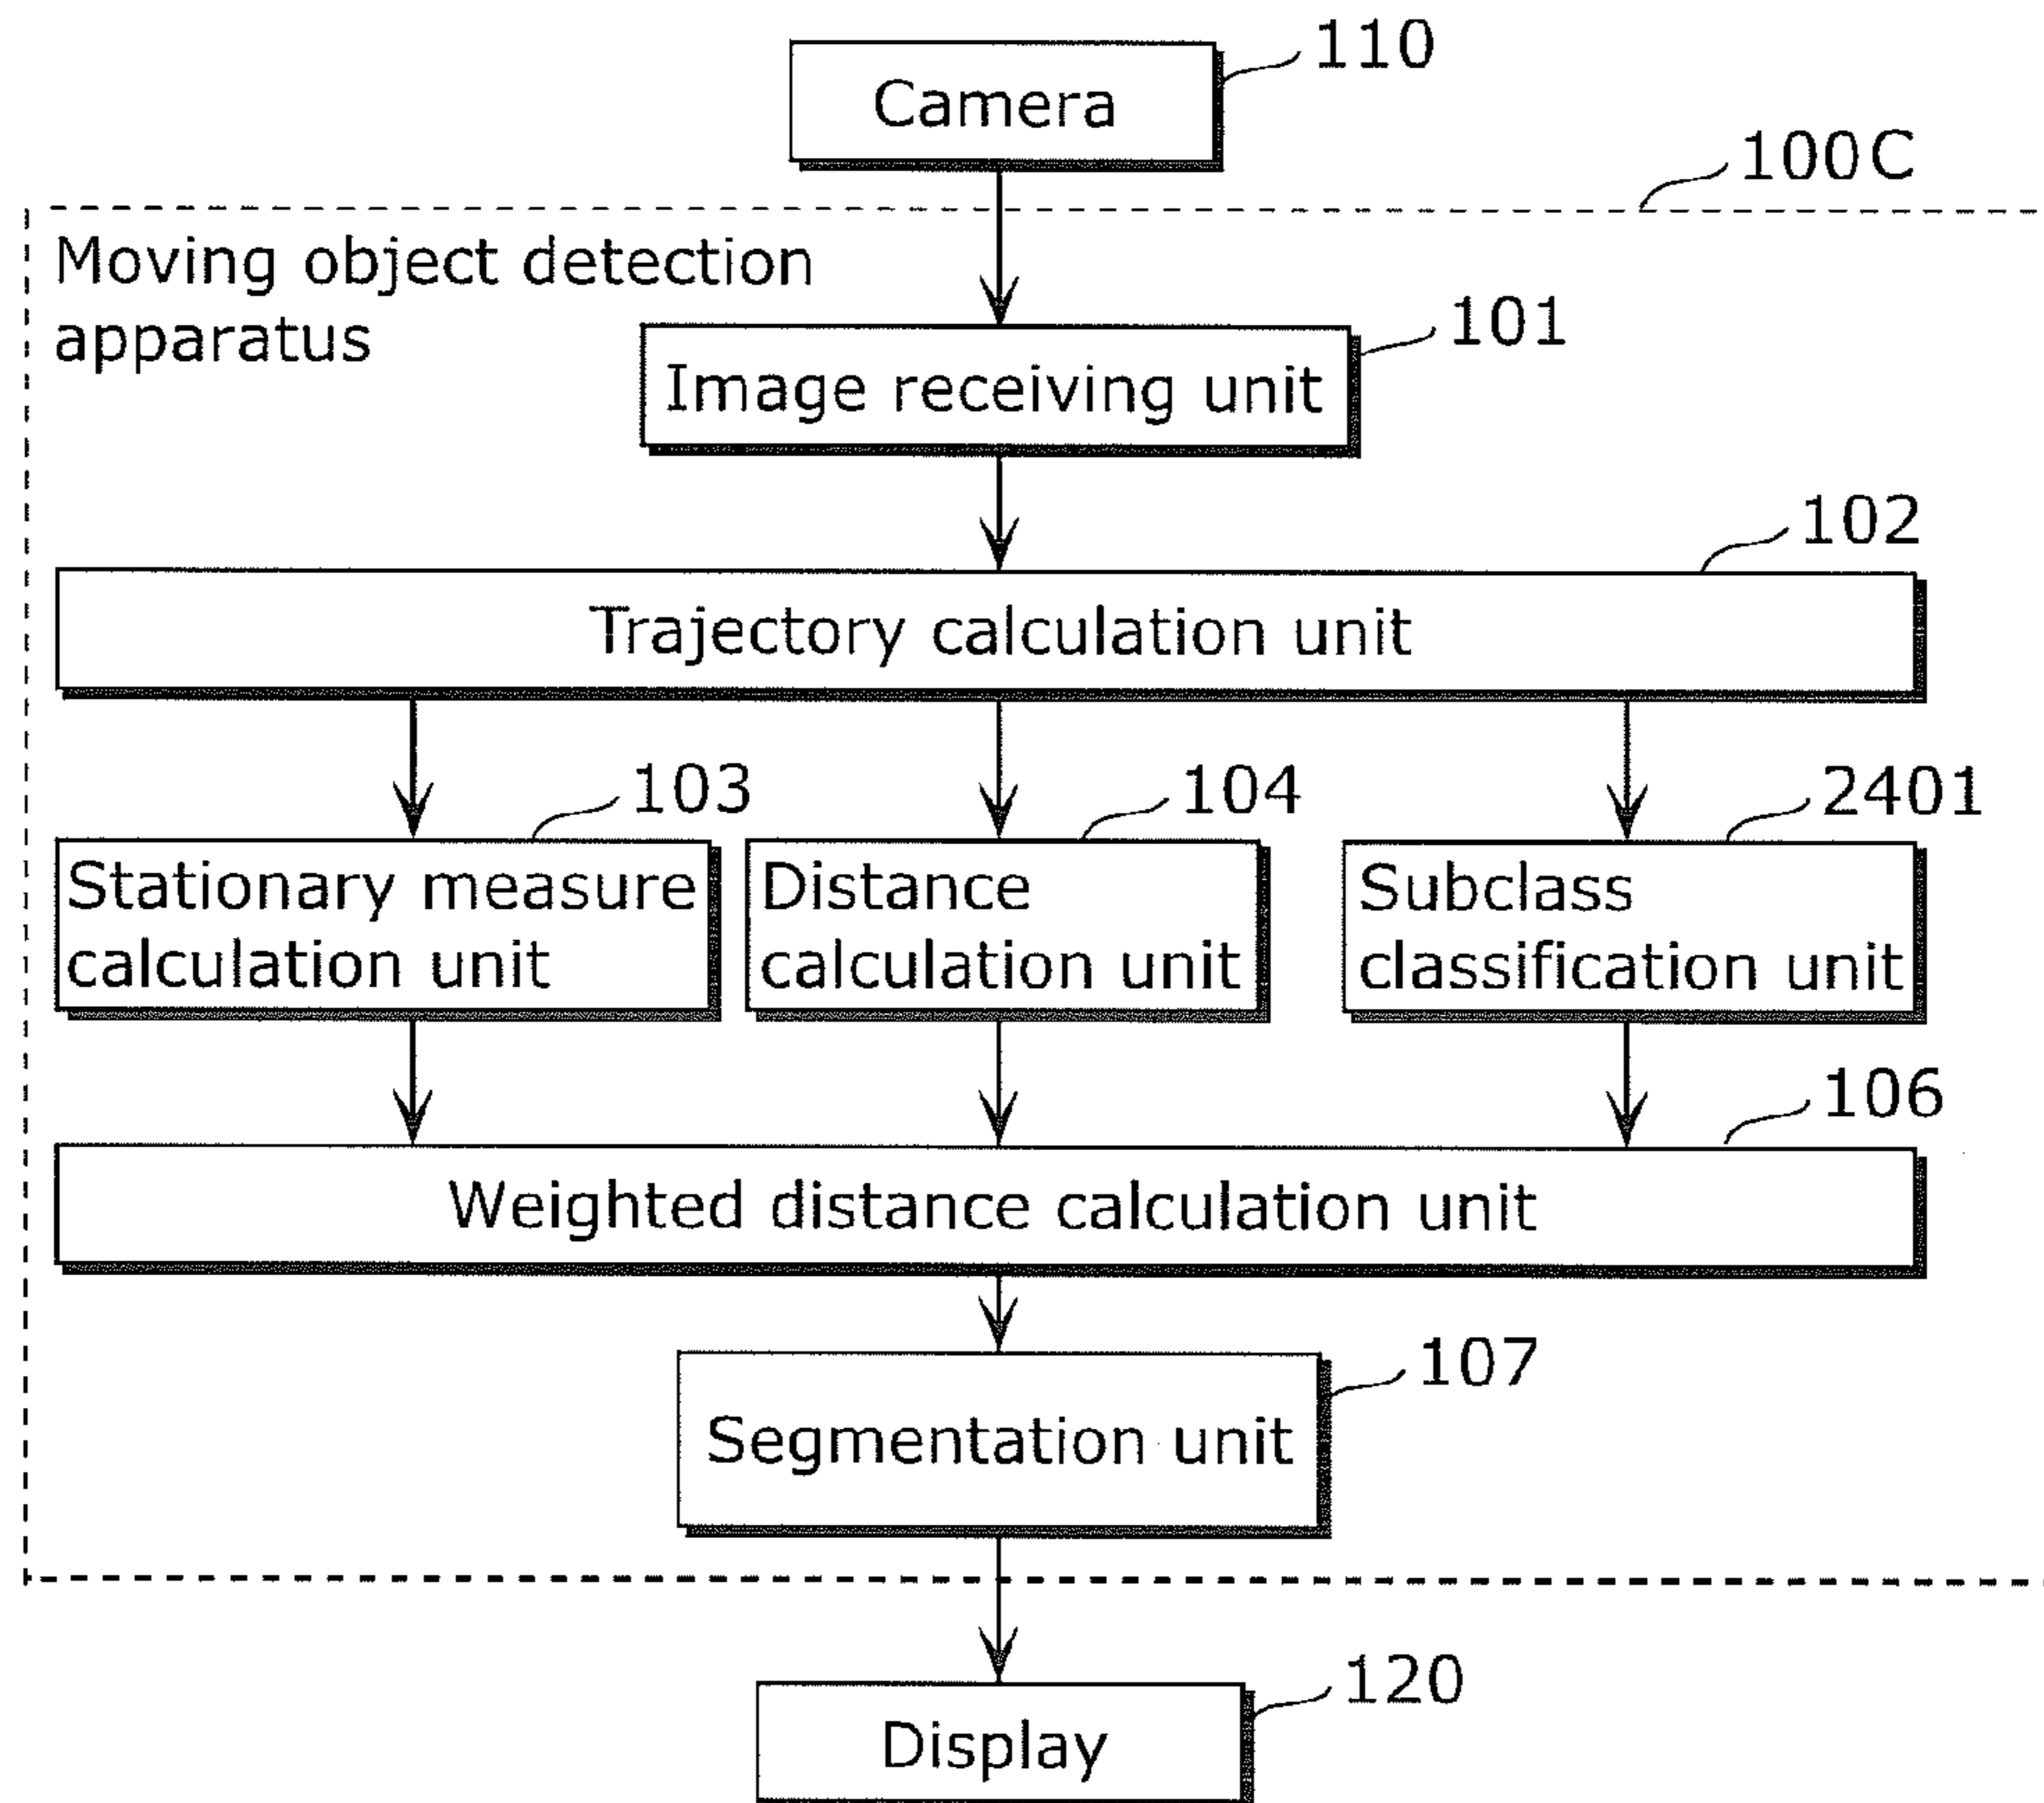 110
Camera
100C
Moving object detection
apparatus
101
Image receiving unit
102
Trajectory calculation unit
103
104
2401
Stationary measure
calculation unit
Distance
calculation unit
Subclass
classification unit
106
Weighted distance calculation unit
107
Segmentation unit
120
Display